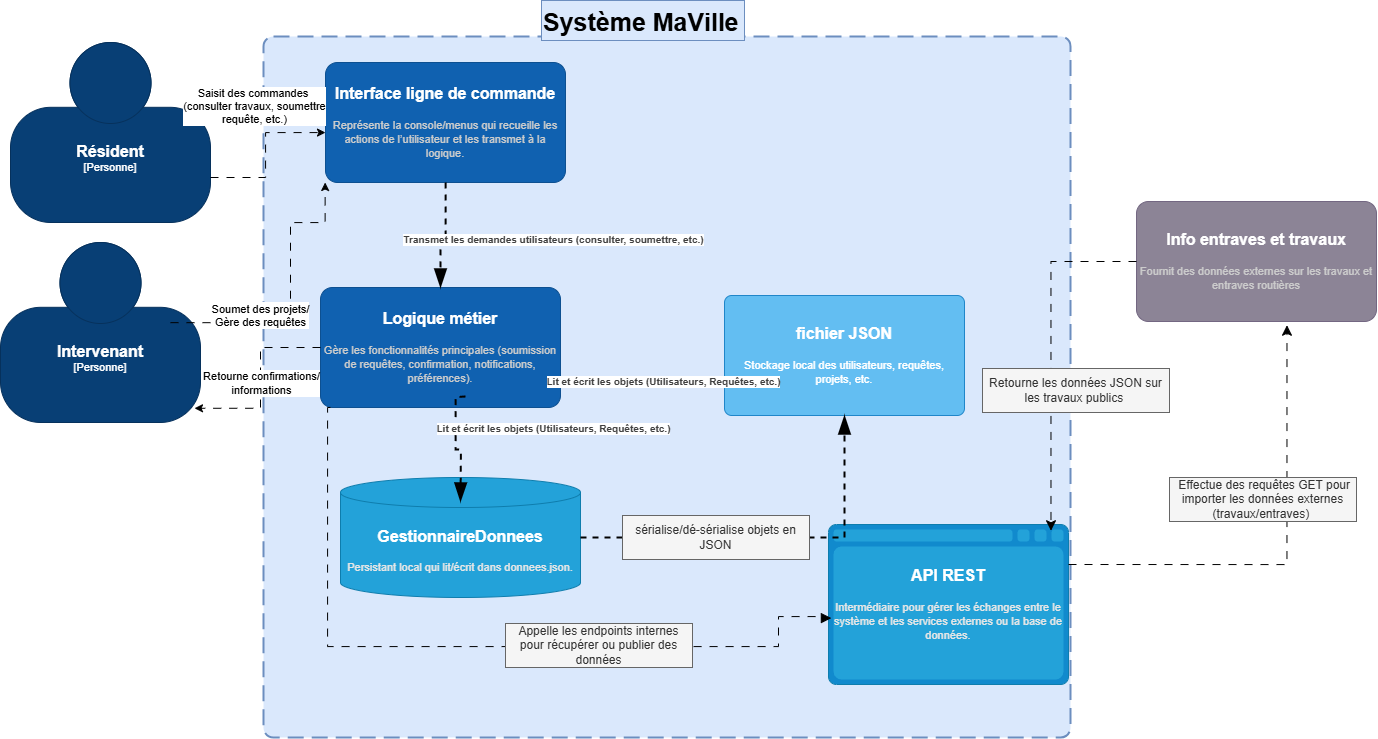 Système MaVille
Saisit des commandes
(consulter travaux, soumettre
requête, etc.)
Interface ligne de commande
Représente la console/menus qui recueille les
actions de l'utilisateur et les transmet à la
logique.
Résident
[Personne]
Transmet les demandes utilisateurs (consulter, soumettre, etc.)
Info entraves et travaux
Fournit des données externes sur les travaux et
entraves routières
Soumet des projets/
Gère des requêtes
Intervenant
[Personne]
Retourne confirmations/
informations
Logique métier
Gère les fonctionnalités principales (soumission
de requêtes, confirmation, notifications,
préférences).
fichier JSON
Stockage local des utilisateurs, requêtes,
projets, etc.
Lit et écrit les objets (Utilisateurs, Requêtes, etc.)
Retourne les données JSON sur
les travaux publics
Lit et écrit les objets (Utilisateurs, Requêtes, etc.)
Effectue des requêtes GET pour
importer les données externes
(travaux/entraves)
GestionnaireDonnees
Persistant local qui lit/écrit dans donnees.json.
sérialise/dé-sérialise objets en
JSON
API REST
Intermédiaire pour gérer les échanges entre le
système et les services externes ou la base de
données.
Appelle les endpoints internes
pour récupérer ou publier des
données